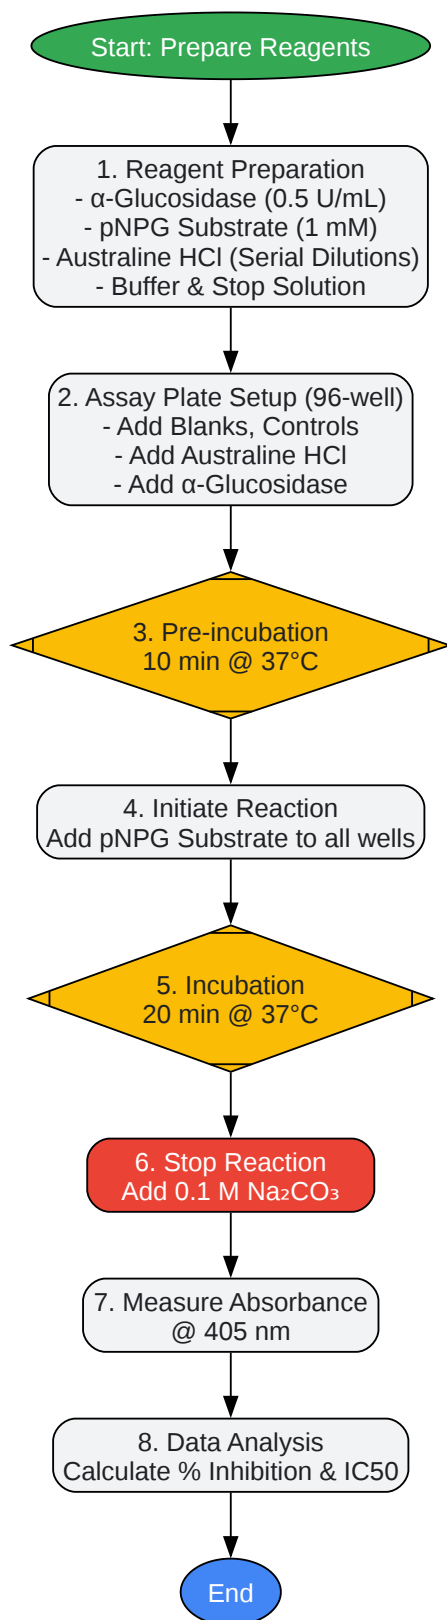 Start: Prepare Reagents
1. Reagent Preparation
- α-Glucosidase (0.5 U/mL)
- pNPG Substrate (1 mM)
- Australine HCl (Serial Dilutions)
- Buffer & Stop Solution
2. Assay Plate Setup (96-well)
- Add Blanks, Controls
- Add Australine HCl
- Add α-Glucosidase
3. Pre-incubation
10 min @ 37°C
4. Initiate Reaction
Add pNPG Substrate to all wells
5. Incubation
20 min @ 37°C
6. Stop Reaction
Add 0.1 M Na₂CO₃
7. Measure Absorbance
@ 405 nm
8. Data Analysis
Calculate % Inhibition & IC50
End